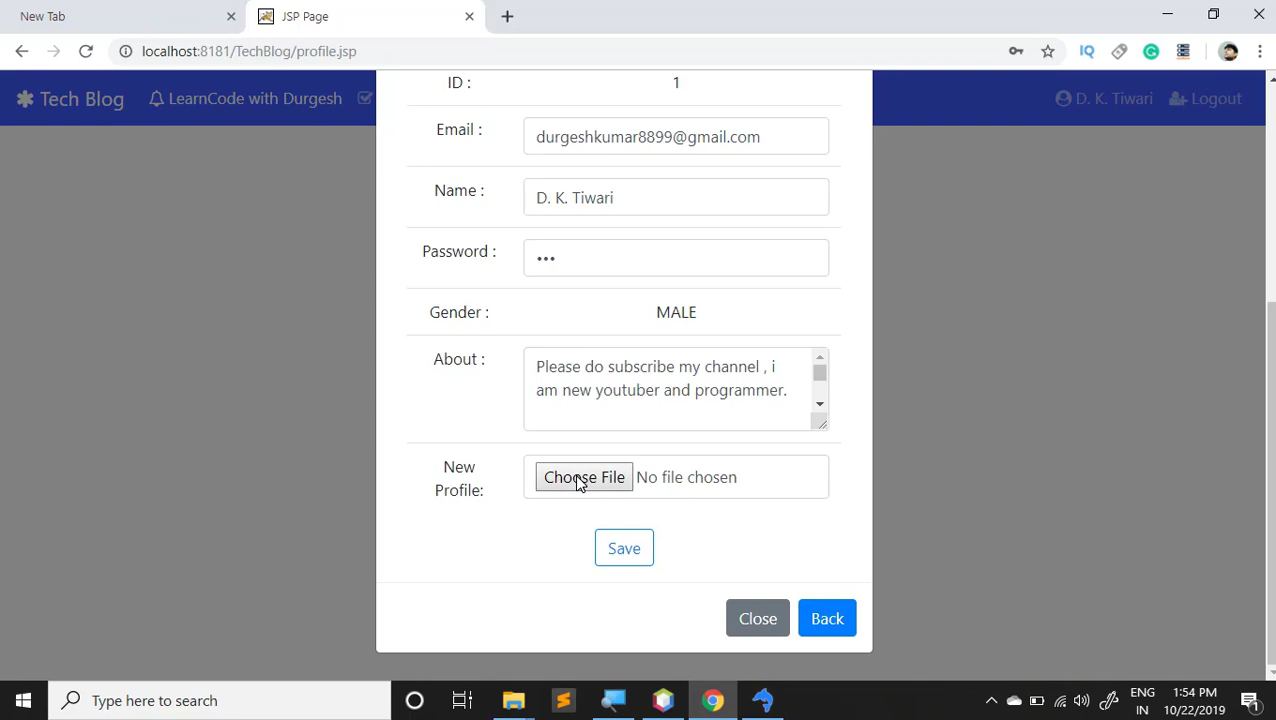 New Tab
JSP Page
localhost:8181/TechBlog/profile.jsp
IQ
Tech Blog
LearnCode with Durgesh
D. K. Tiwari
Logout
ID :
1
Email :
durgeshkumar8899@gmail.com
Name :
D. K. Tiwari
Password :
•••
Gender :
MALE
About :
Please do subscribe my channel , i
am new youtuber and programmer.
New
Profile:
Choose File No file chosen
Save
Close
Back
Type here to search
ENG
IN
1:54 PM
10/22/2019
1